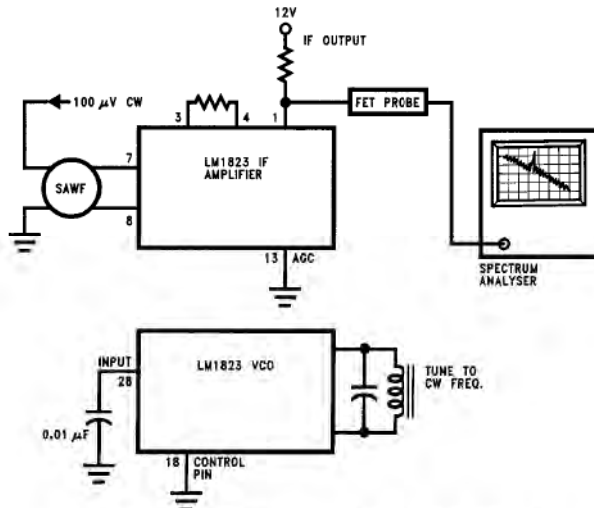 12V
IF OUTPUT
100 μV CW
3
4
1
FET PROBE
7
LM1823 IF
AMPLIFIER
SAWF
8
13 AGC
SPECTRUM
ANALYSER
INPUT
28
LM1823 VCO
TUNE TO
CW FREQ.
0.01 μF
18 CONTROL
PIN